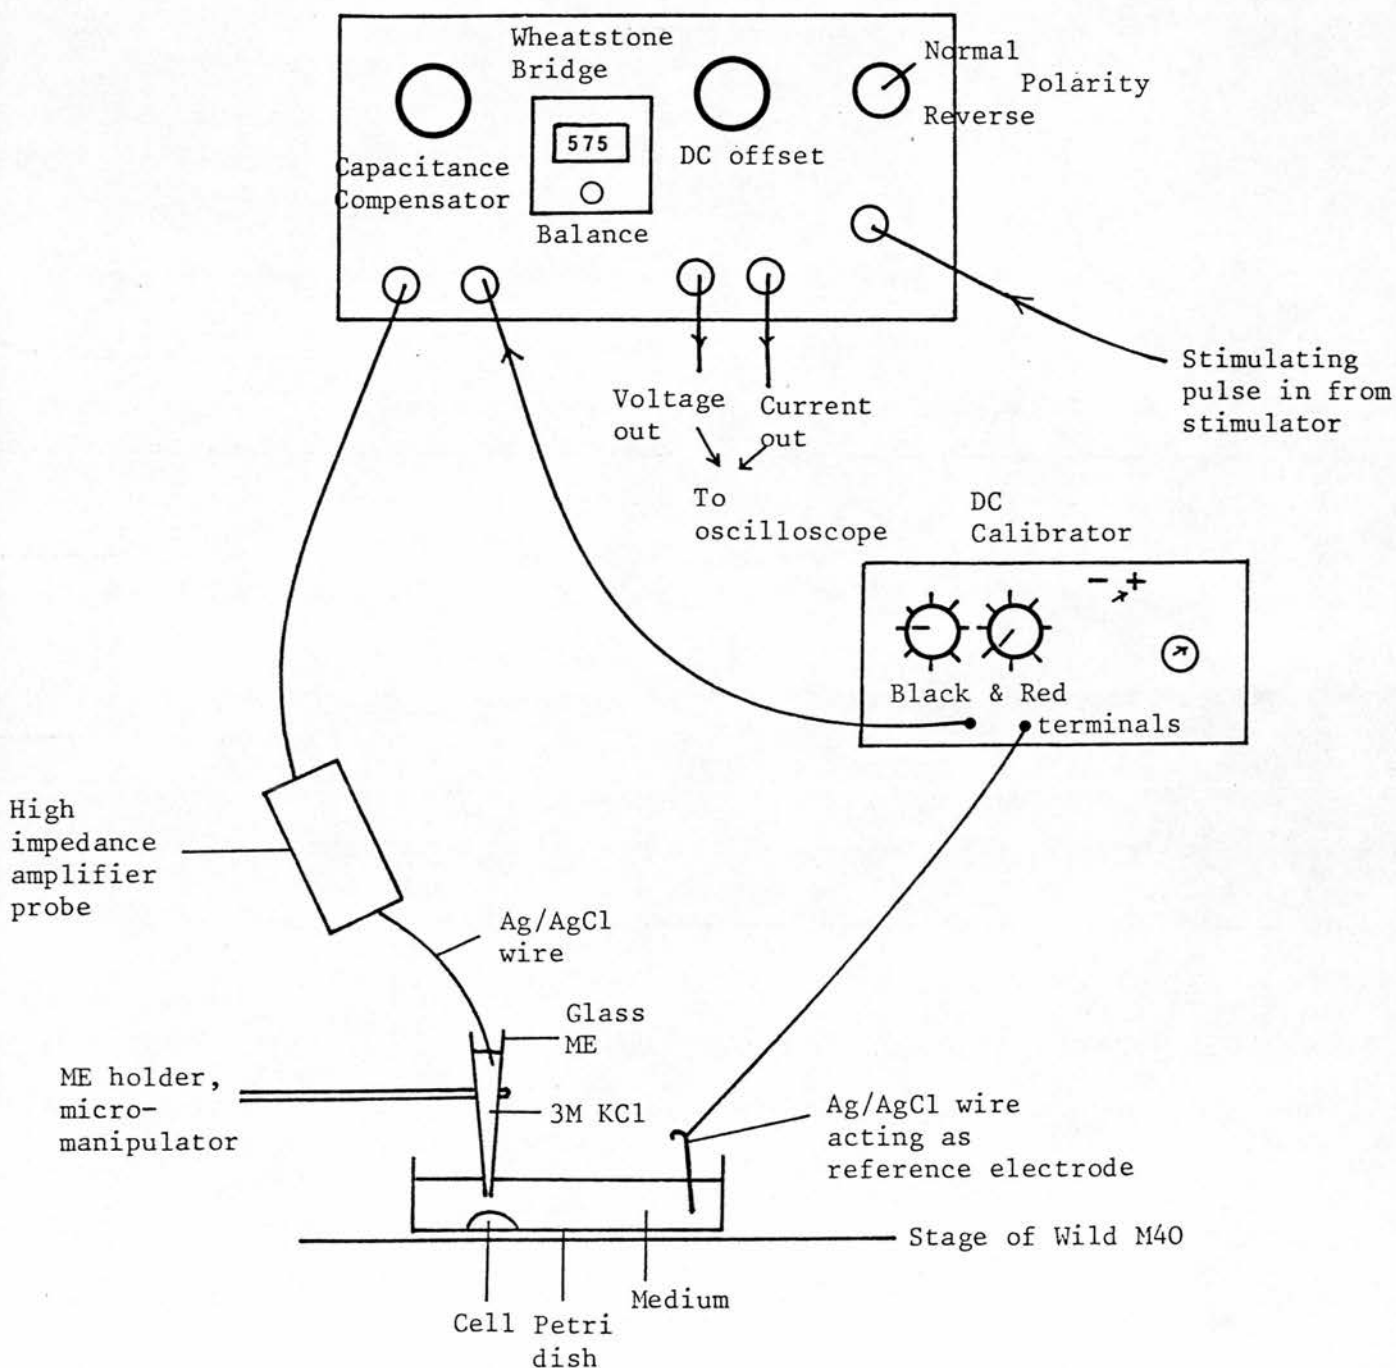 Wheatstone
Bridge
Normal
Polarity
Reverse
575
DC offset
Capacitance
Compensator
Balance
Stimulating
pulse in from
stimulator
Voltage
out
Current
out
To
oscilloscope
DC
Calibrator
- +
Black & Red
terminals
High
impedance
amplifier
probe
Ag/AgCl
wire
Glass
ME
ME holder,
micro-
manipulator
3M KCl
Ag/AgCl wire
acting as
reference electrode
Stage of Wild M40
Medium
Cell
Petri
dish